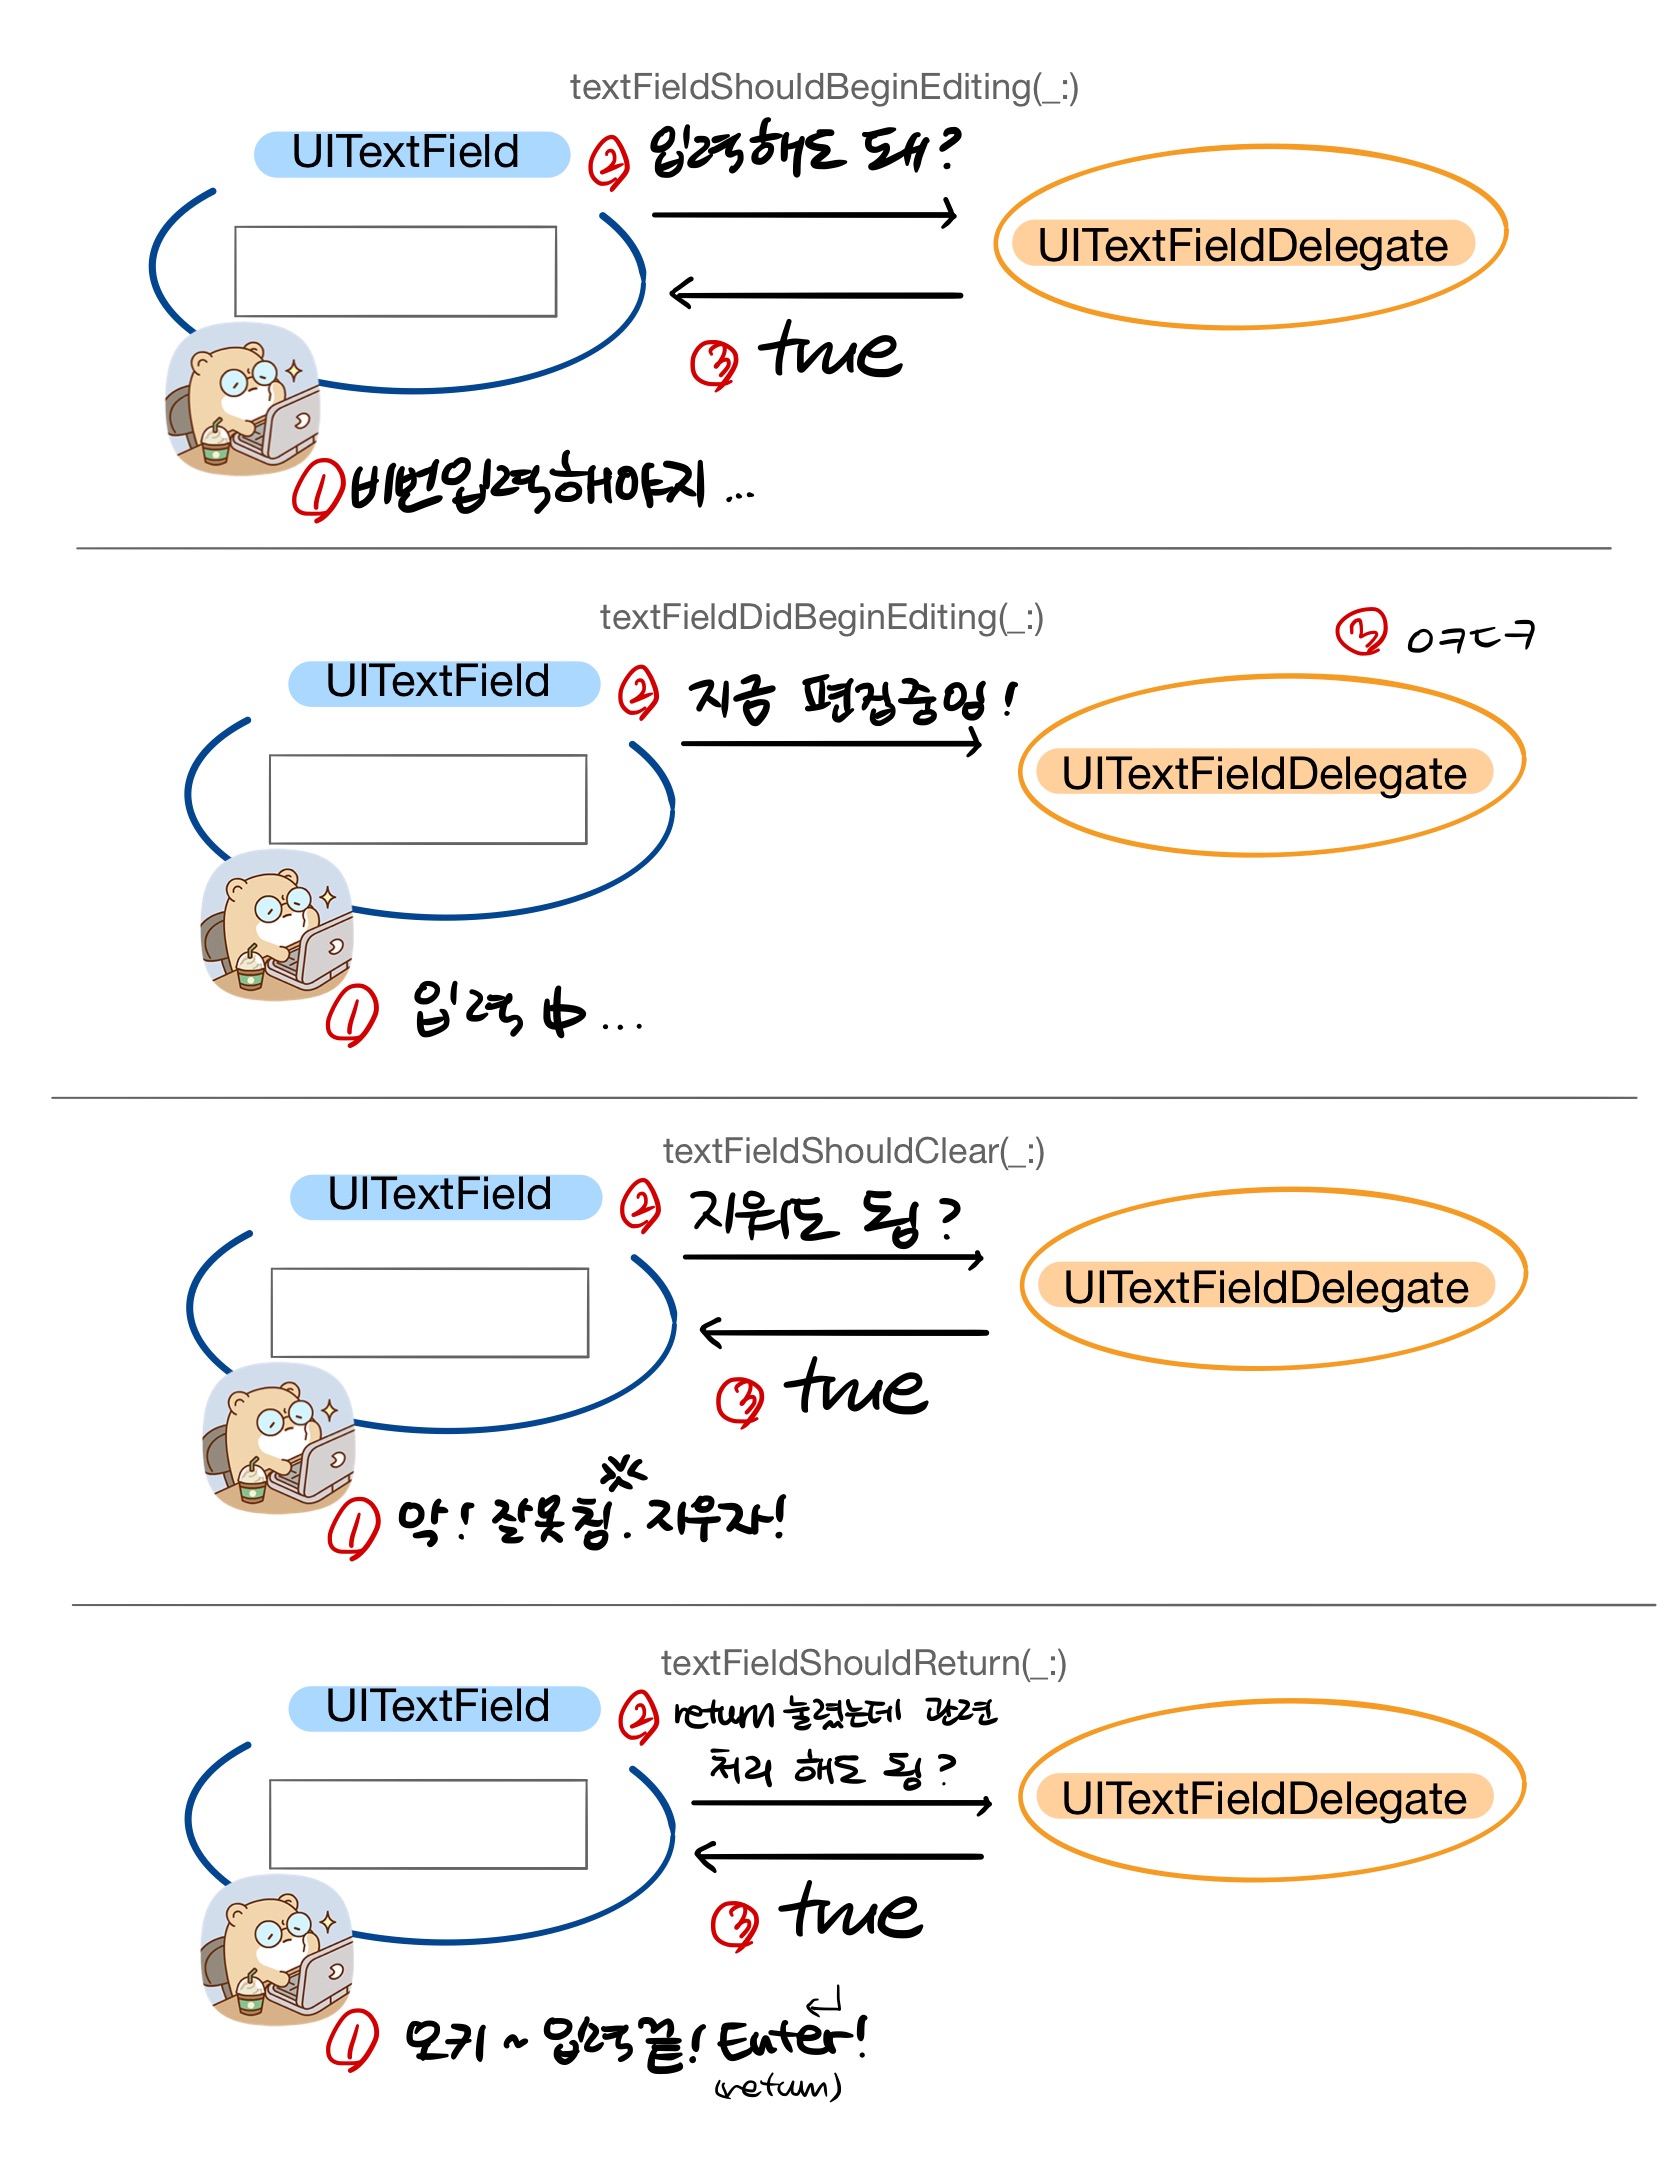 textFieldShouldBeginEditing(_:)
UITextField
② 입력해도 돼?
UITextFieldDelegate
③ true
① 비번입력해야지 ...
textFieldDidBeginEditing(_:)
③ ㅇㅋㄷㅋ
UITextField
② 지금 편집중임!
UITextFieldDelegate
① 입력 中 ...
textFieldShouldClear(_:)
UITextField
② 지워도 됨?
UITextFieldDelegate
③ true
① 악! 잘못침. 지우자!
textFieldShouldReturn(_:)
UITextField
② return 눌렸는데 관련
처리 해도 됨?
UITextFieldDelegate
③ true
① 오키 ~ 입력끝! Enter!
(return)